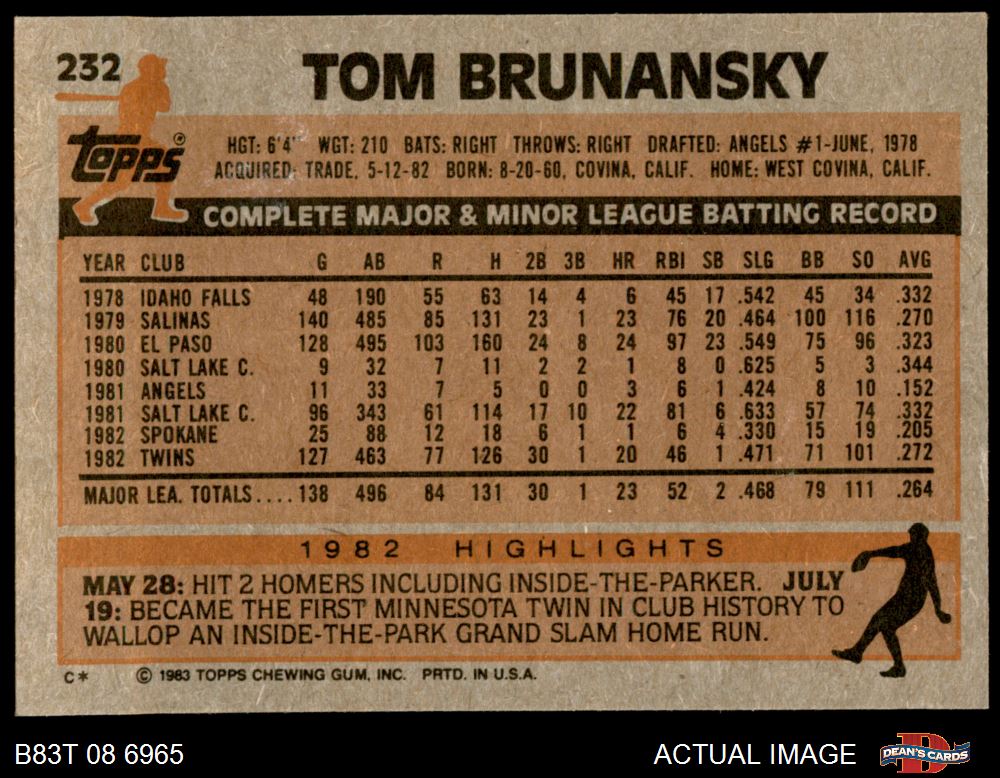 232
TOM BRUNANSKY
Topps®
HGT: 6'4" WGT: 210 BATS: RIGHT THROWS: RIGHT DRAFTED: ANGELS #1-JUNE, 1978
ACQUIRED: TRADE, 5-12-82 BORN: 8-20-60, COVINA, CALIF. HOME: WEST COVINA, CALIF.
COMPLETE MAJOR & MINOR LEAGUE BATTING RECORD
YEAR CLUB G AB R H 2B 3B HR RBI SB SLG BB SO AVG
1978 IDAHO FALLS 48 190 55 63 14 4 6 45 17 .542 45 34 .332
1979 SALINAS 140 485 85 131 23 1 23 76 20 .464 100 116 .270
1980 EL PASO 128 495 103 160 24 8 24 97 23 .549 75 96 .323
1980 SALT LAKE C. 9 32 7 11 2 2 1 8 0 .625 5 3 .344
1981 ANGELS 11 33 7 5 0 0 3 6 1 .424 8 10 .152
1981 SALT LAKE C. 96 343 61 114 17 10 22 81 6 .633 57 74 .332
1982 SPOKANE 25 88 12 18 6 1 1 6 4 .330 15 19 .205
1982 TWINS 127 463 77 126 30 1 20 46 1 .471 71 101 .272
MAJOR LEA. TOTALS....138 496 84 131 30 1 23 52 2 .468 79 111 .264
1982 HIGHLIGHTS
MAY 28: HIT 2 HOMERS INCLUDING INSIDE-THE-PARKER. JULY
19: BECAME THE FIRST MINNESOTA TWIN IN CLUB HISTORY TO
WALLOP AN INSIDE-THE-PARK GRAND SLAM HOME RUN.
C* © 1983 TOPPS CHEWING GUM, INC. PRTD. IN U.S.A.
B83T 08 6965 ACTUAL IMAGE
DEAN'S CARDS